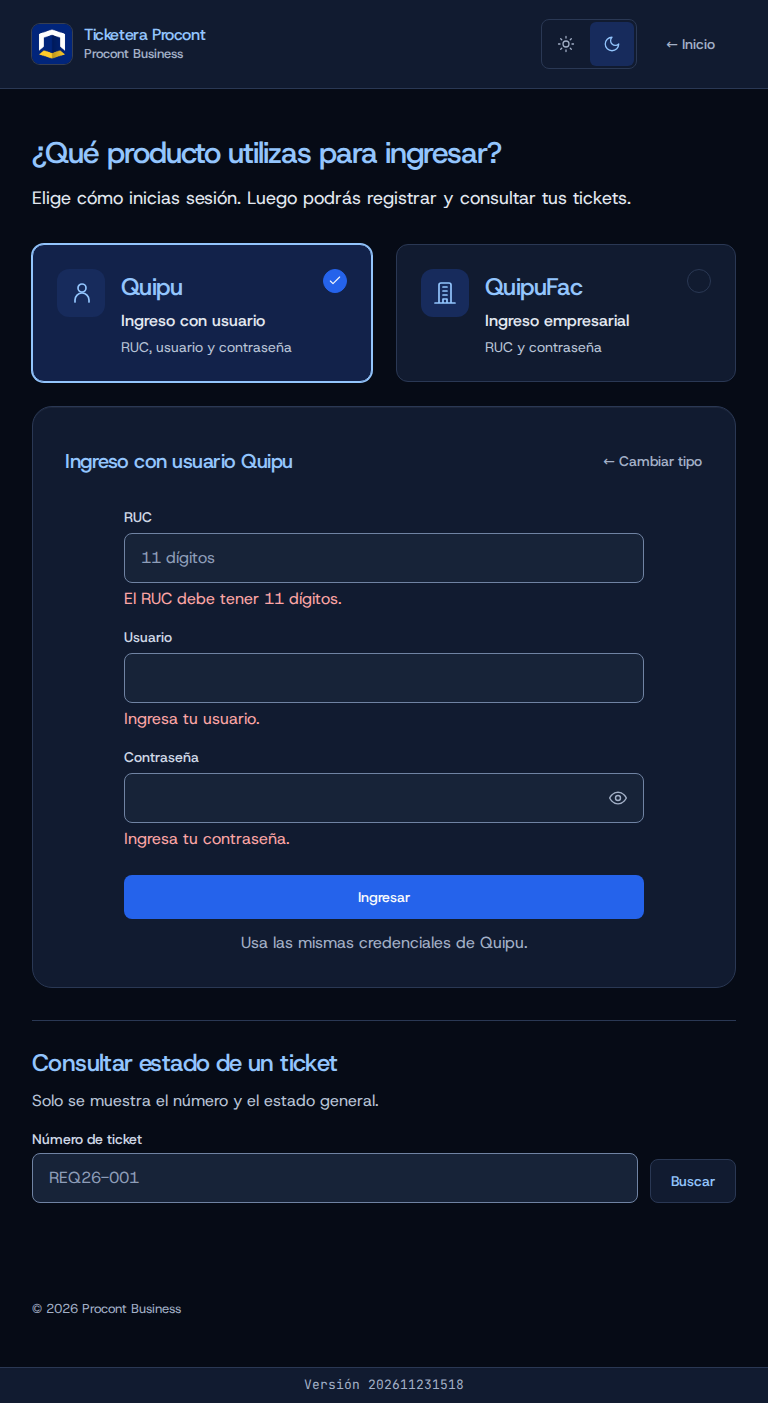 Ticketera Procont
Procont Business
← Inicio
¿Qué producto utilizas para ingresar?
Elige cómo inicias sesión. Luego podrás registrar y consultar tus tickets.
Quipu
Ingreso con usuario
RUC, usuario y contraseña
QuipuFac
Ingreso empresarial
RUC y contraseña
Ingreso con usuario Quipu
← Cambiar tipo
RUC
11 dígitos
El RUC debe tener 11 dígitos.
Usuario
Ingresa tu usuario.
Contraseña
Ingresa tu contraseña.
Ingresar
Usa las mismas credenciales de Quipu.
Consultar estado de un ticket
Solo se muestra el número y el estado general.
Número de ticket
REQ26-001
Buscar
© 2026 Procont Business
Versión 202611231518